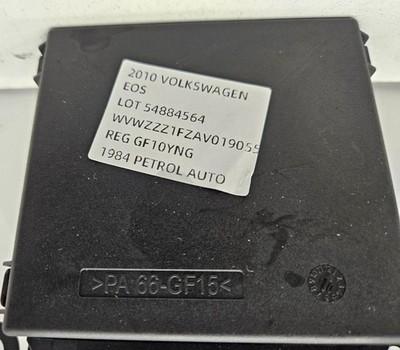 2010 VOLKSWAGEN
EOS
LOT 54884564
WVWZZZ1FZAV019055
REG GF10YNG
1984 PETROL AUTO
>PA 66-GF15<